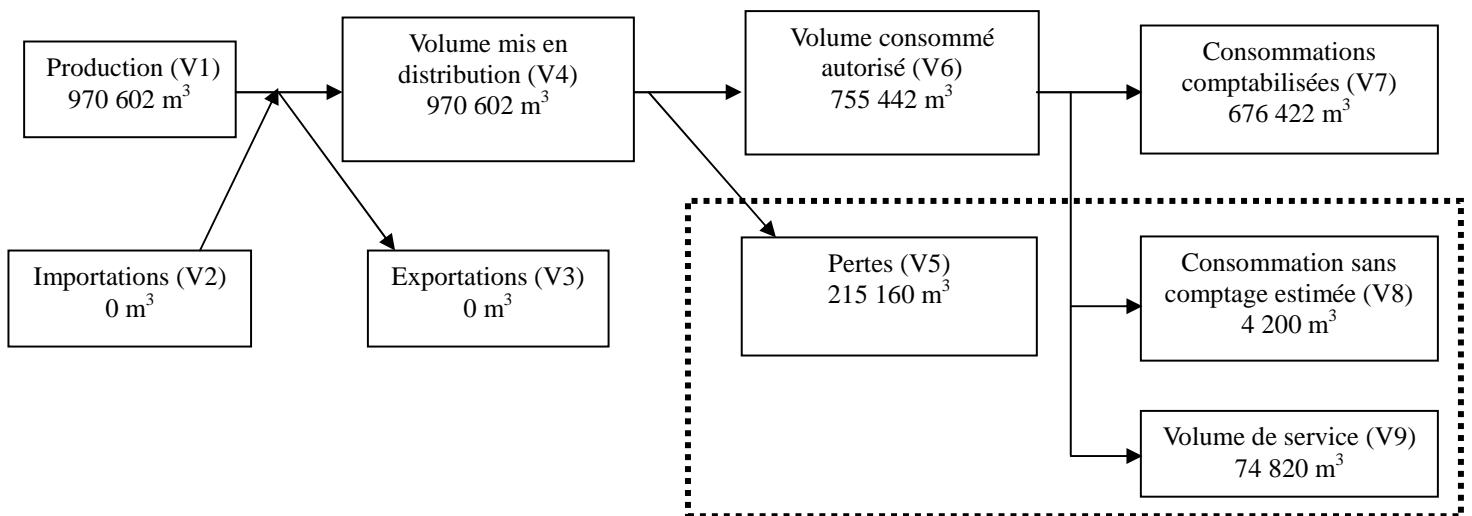 Production (V1)
970 602 m³
Volume mis en
distribution (V4)
970 602 m³
Volume consommé
autorisé (V6)
755 442 m³
Consommations
comptabilisées (V7)
676 422 m³
Importations (V2)
0 m³
Exportations (V3)
0 m³
Pertes (V5)
215 160 m³
Consommation sans
comptage estimée (V8)
4 200 m³
Volume de service (V9)
74 820 m³